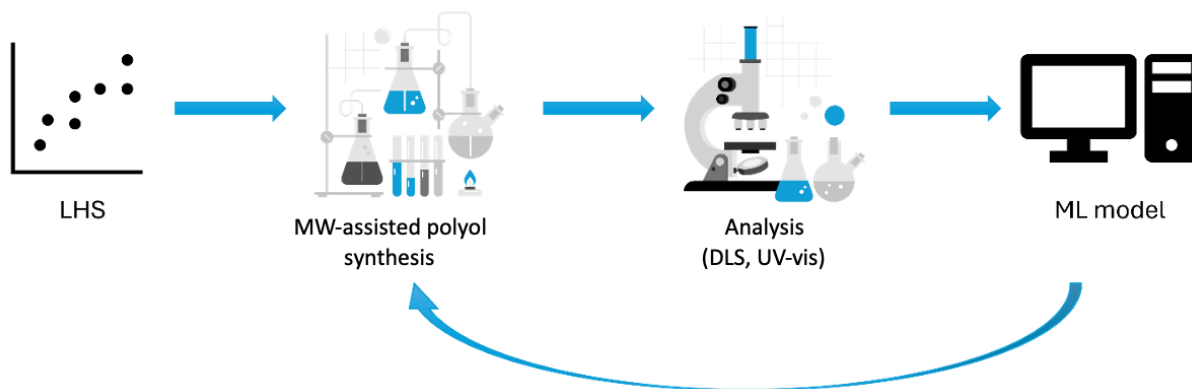 LHS
MW-assisted polyol
synthesis
Analysis
(DLS, UV-vis)
ML model